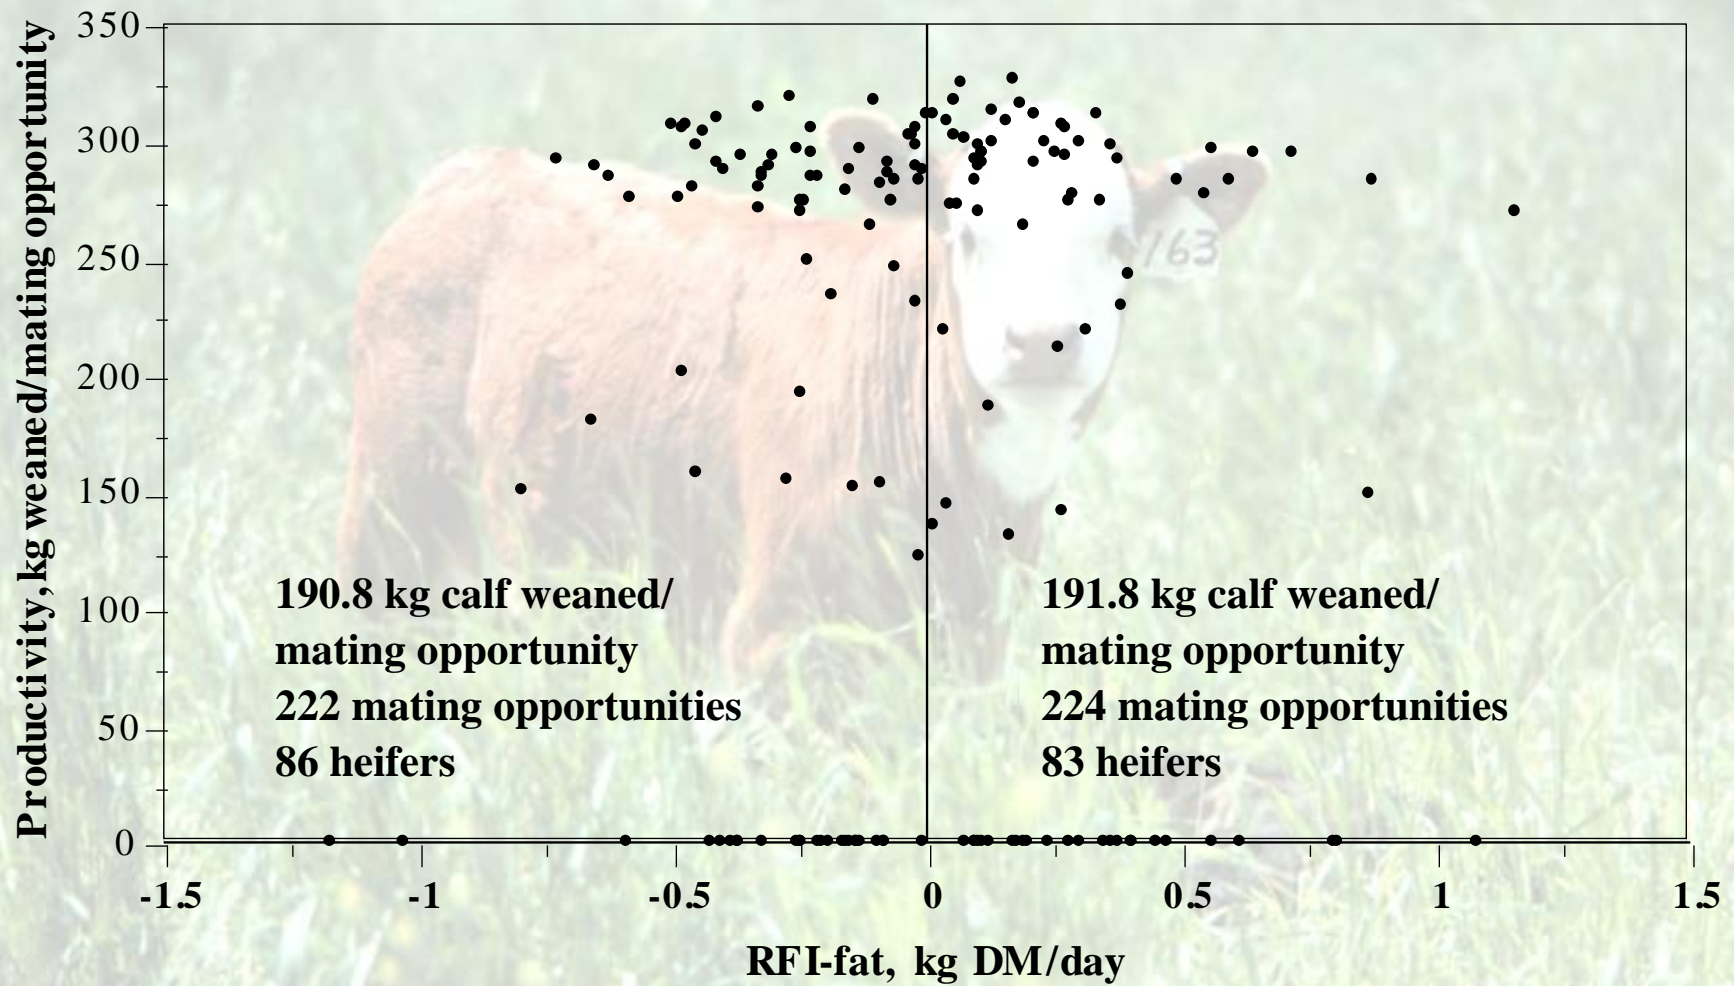 Productivity, kg weaned/mating opportunity
350
300
250
200
150
100
50
0
163
190.8 kg calf weaned/
mating opportunity
222 mating opportunities
86 heifers
191.8 kg calf weaned/
mating opportunity
224 mating opportunities
83 heifers
-1.5 -1 -0.5 0 0.5 1 1.5
RFI-fat, kg DM/day